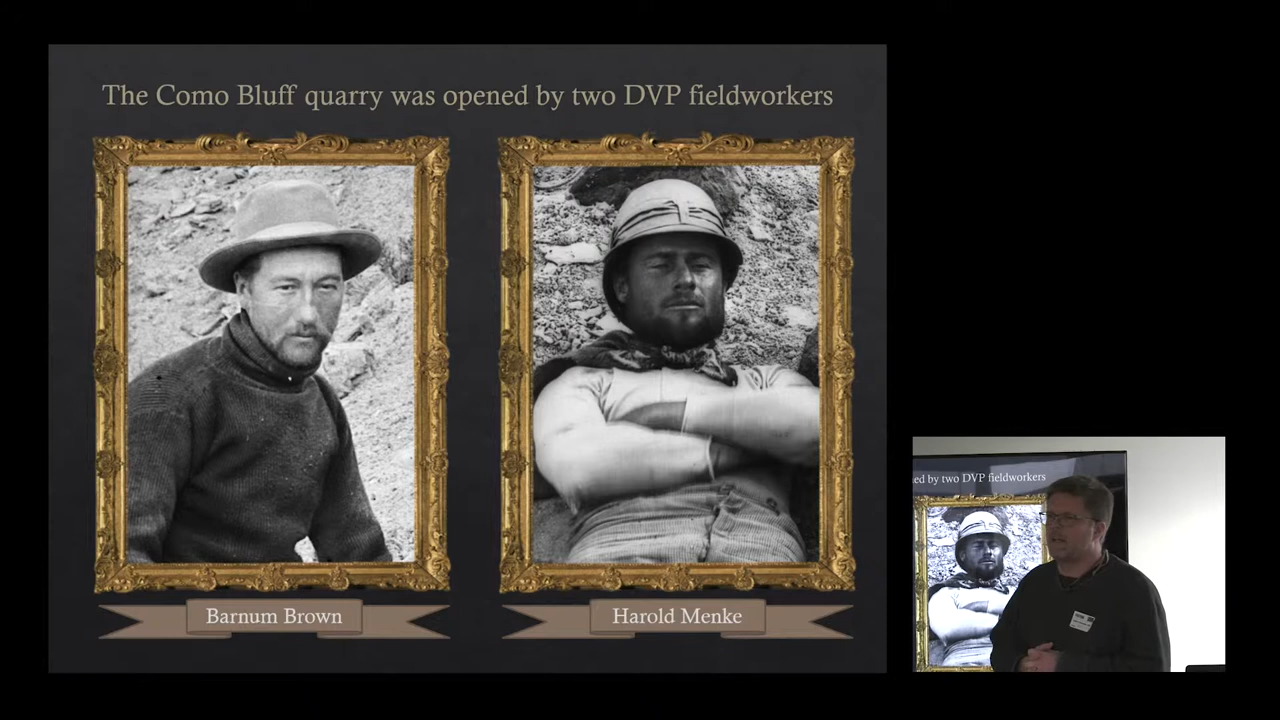 The Como Bluff quarry was opened by two DVP fieldworkers
Barnum Brown
Harold Menke
ed by two DVP fieldworkers